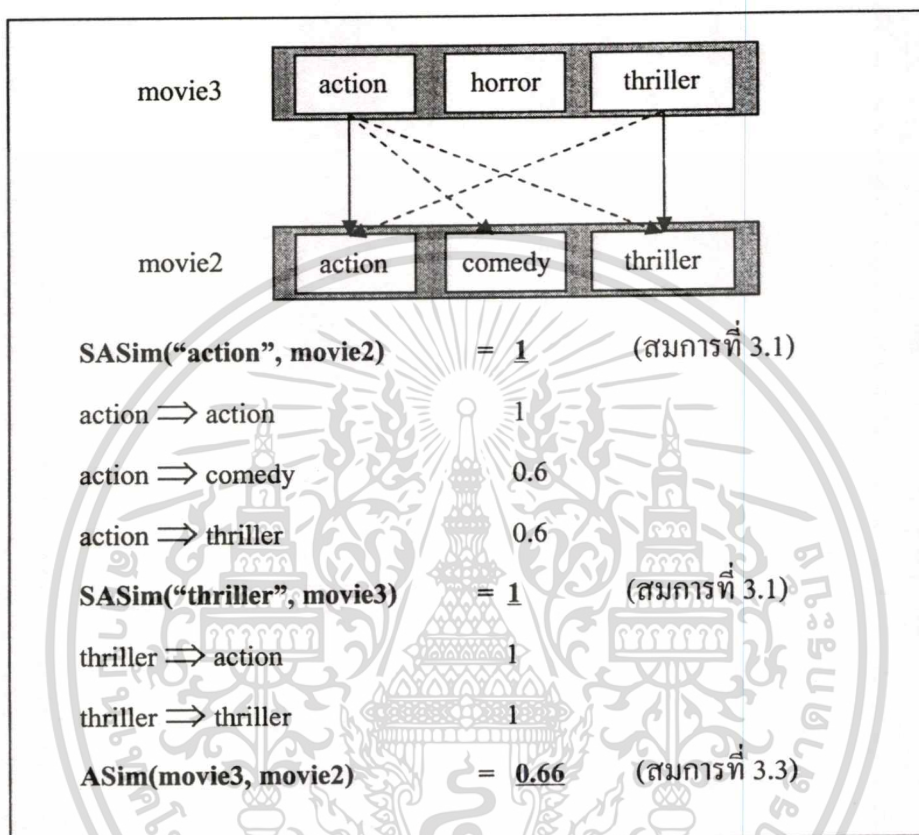 movie3 action horror thriller
movie2 action comedy thriller
SASim(“action”, movie2) = 1 (สมการที่ 3.1)
action ⇒ action 1
action ⇒ comedy 0.6
action ⇒ thriller 0.6
SASim(“thriller”, movie3) = 1 (สมการที่ 3.1)
thriller ⇒ action 1
thriller ⇒ thriller 1
ASim(movie3, movie2) = 0.66 (สมการที่ 3.3)